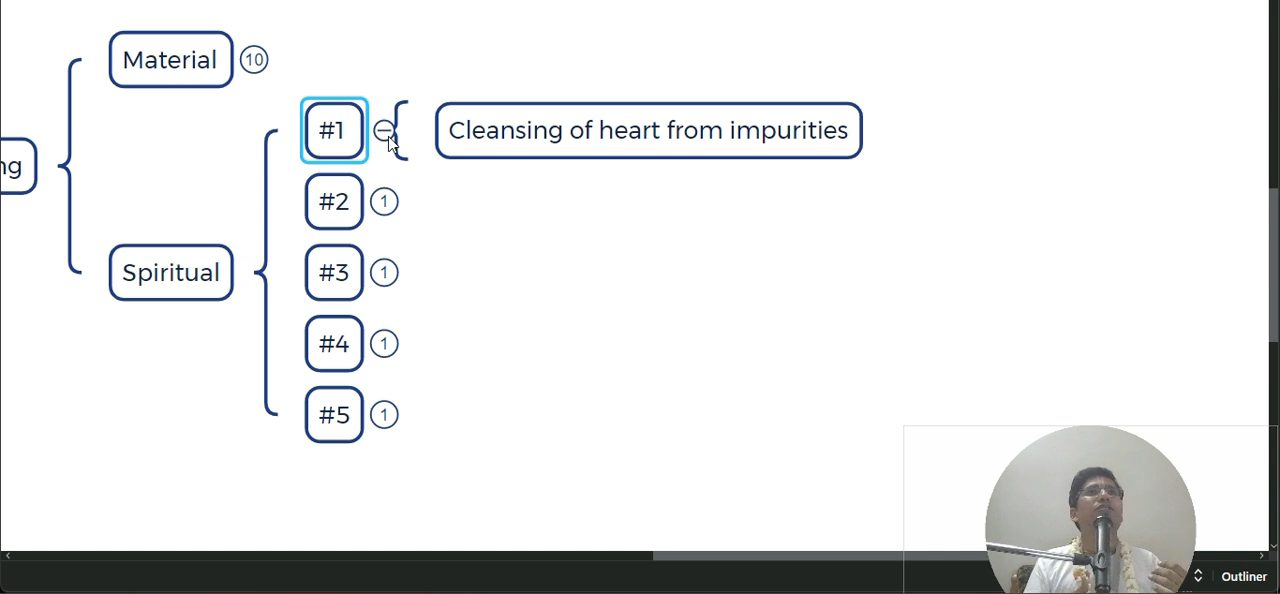 Material 10
#1 Cleansing of heart from impurities
ng
#2 1
Spiritual #3 1
#4 1
#5 1
Outliner